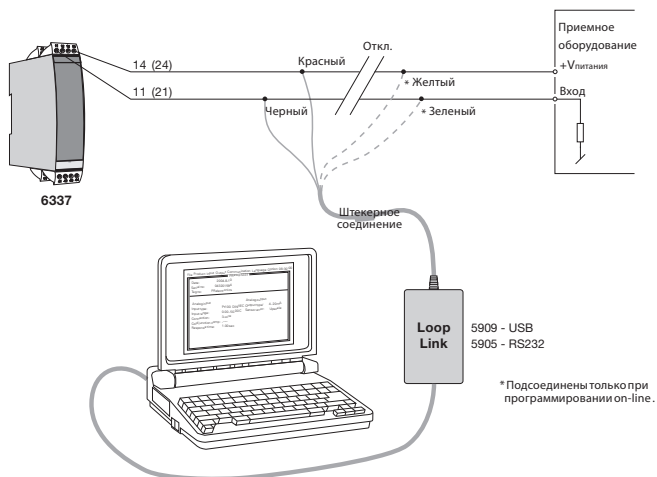 Приемное
оборудование
+Vпитания
Вход
Откл.
14 (24)
Красный
* Желтый
11 (21)
Черный
* Зеленый
6337
Штекерное
соединение
Loop
Link
5909 - USB
5905 - RS232
* Подсоединены только при
программировании on-line.